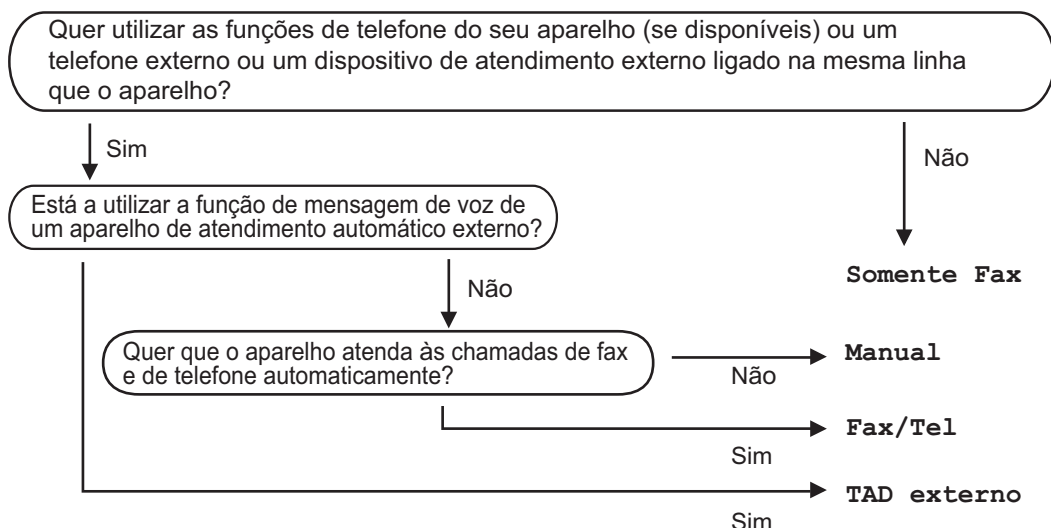 Quer utilizar as funções de telefone do seu aparelho (se disponíveis) ou um
telefone externo ou um dispositivo de atendimento externo ligado na mesma linha
que o aparelho?
Sim
Não
Está a utilizar a função de mensagem de voz de
um aparelho de atendimento automático externo?
Somente Fax
Não
Quer que o aparelho atenda às chamadas de fax
e de telefone automaticamente?
Não
Manual
Sim
Fax/Tel
Sim
TAD externo